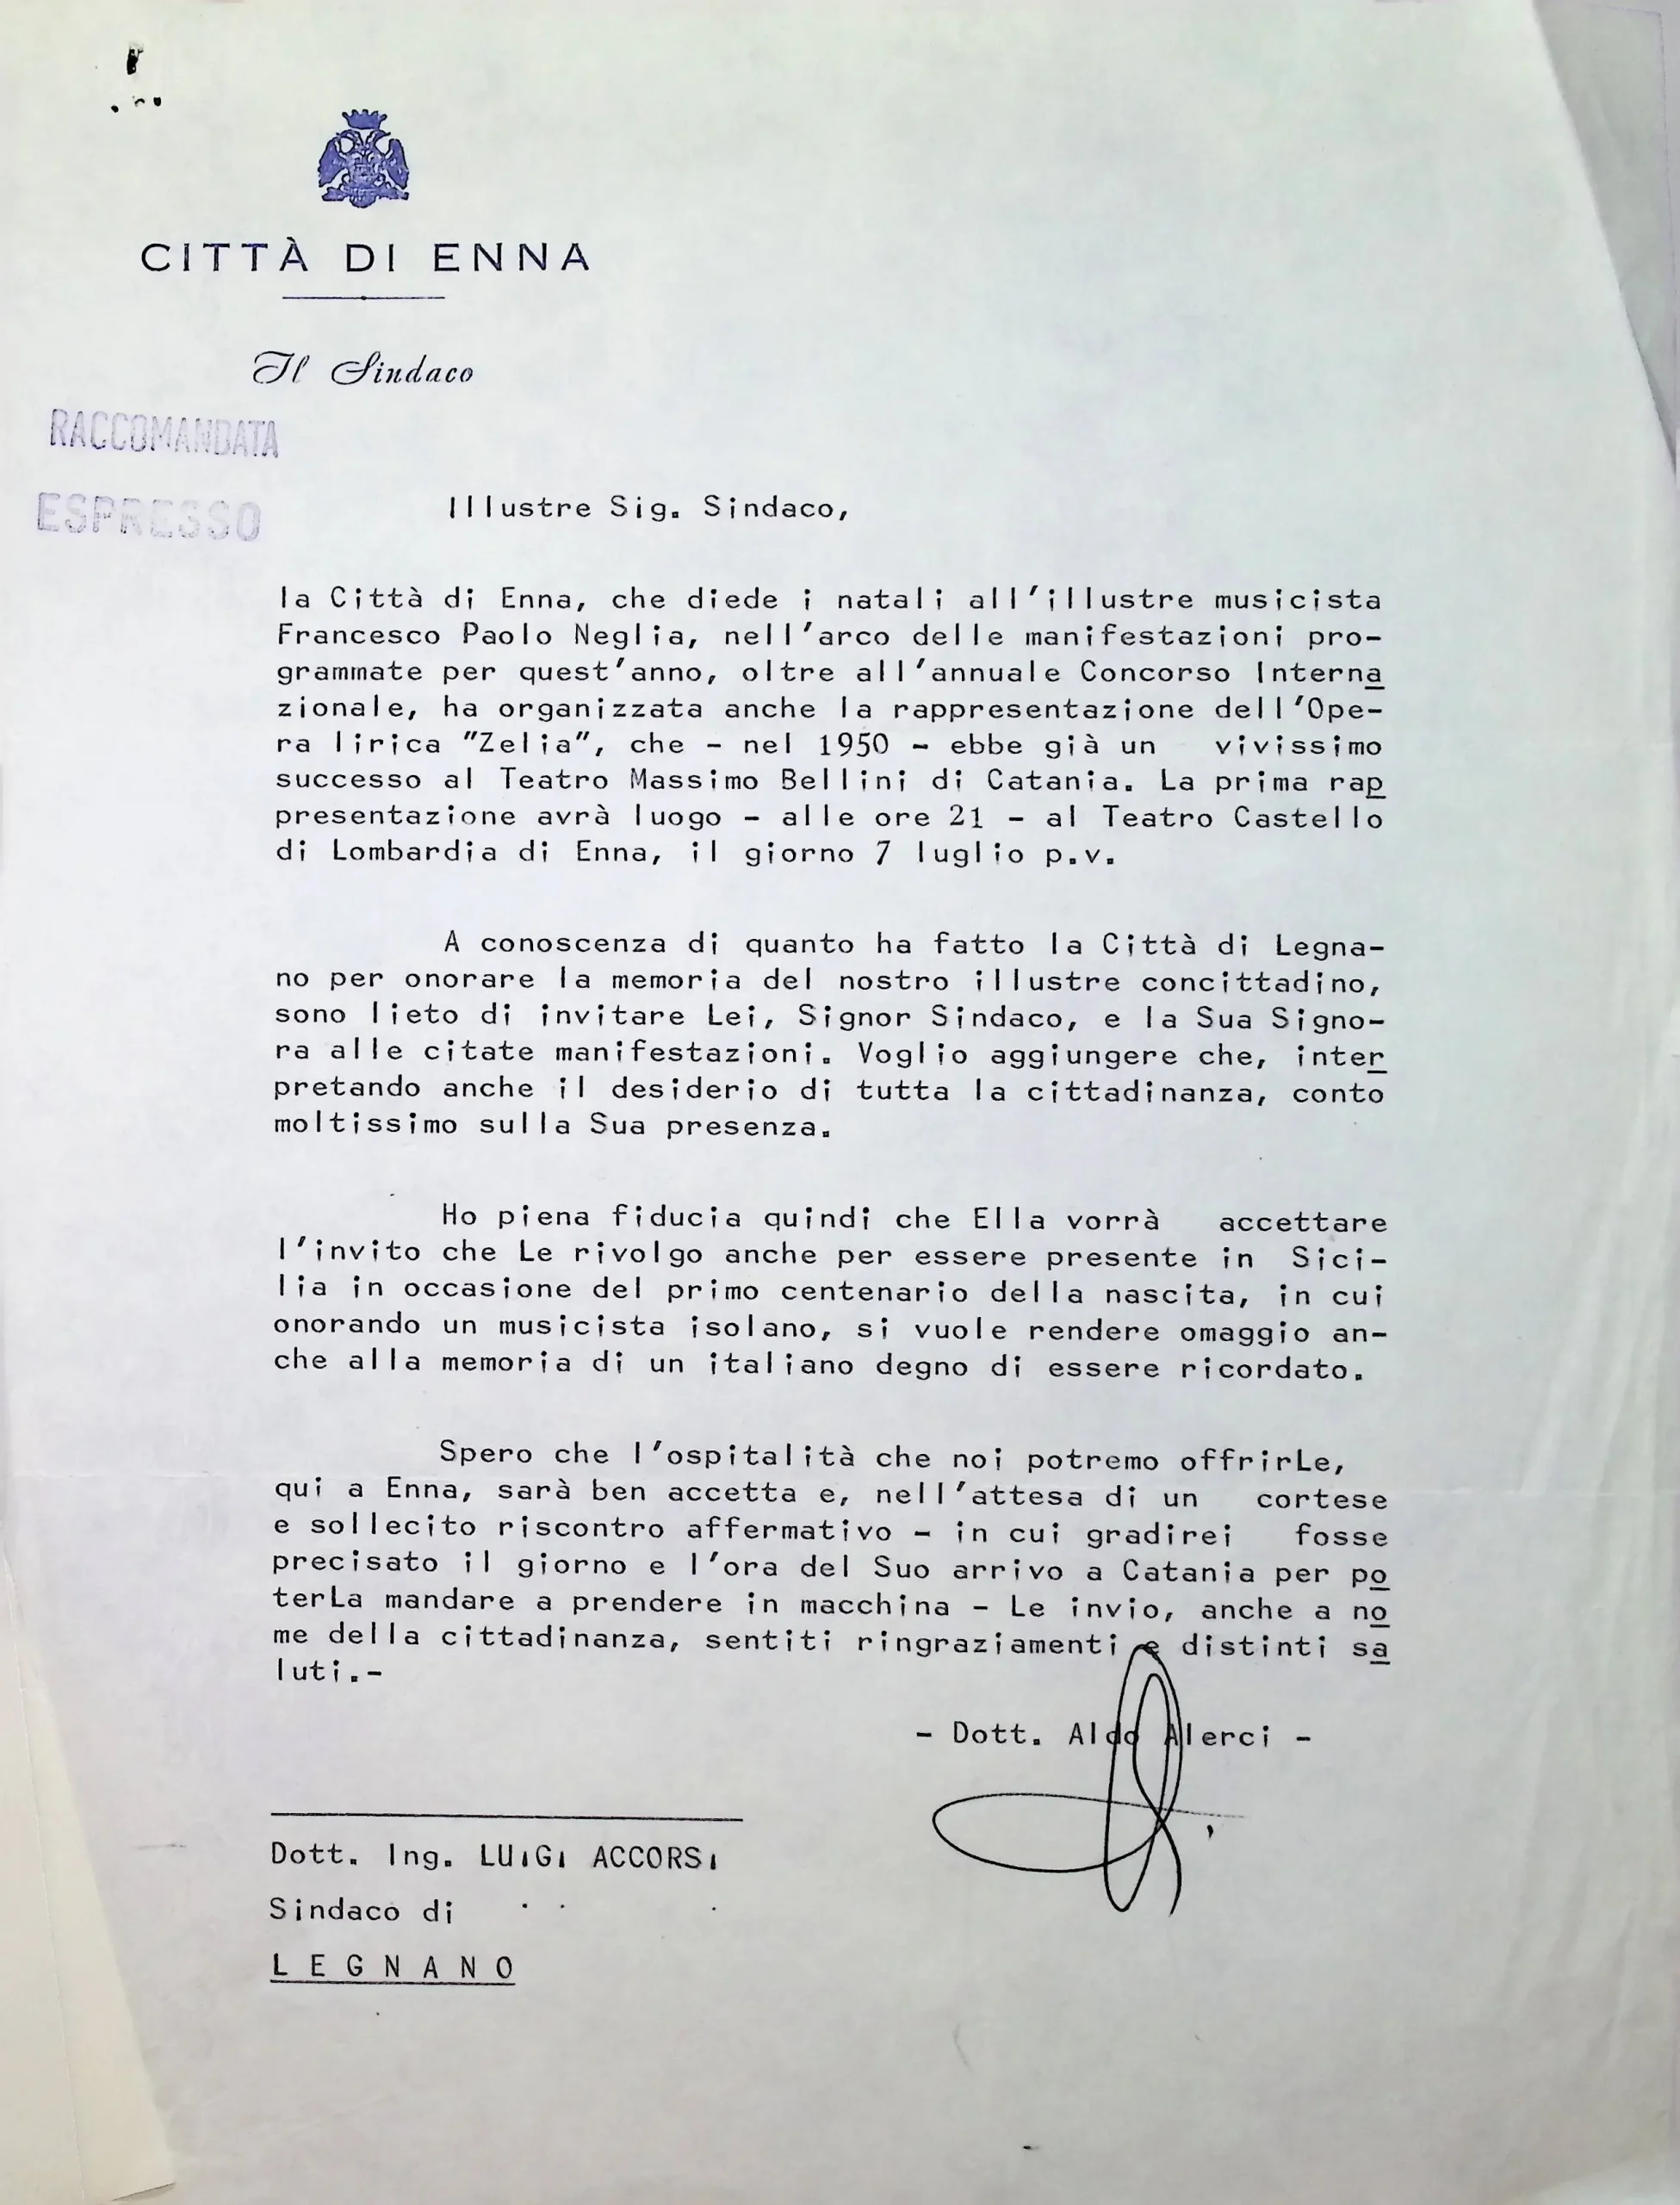 CITTÀ DI ENNA
Il Sindaco
RACCOMANDATA
ESPRESSO
Illustre Sig. Sindaco,
la Città di Enna, che diede i natali all'illustre musicista
Francesco Paolo Neglia, nell'arco delle manifestazioni pro-
grammate per quest'anno, oltre all'annuale Concorso Interna
zionale, ha organizzata anche la rappresentazione dell'Ope-
ra lirica "Zelia", che - nel 1950 - ebbe già un vivissimo
successo al Teatro Massimo Bellini di Catania. La prima rap
presentazione avrà luogo - alle ore 21 - al Teatro Castello
di Lombardia di Enna, il giorno 7 luglio p.v.
A conoscenza di quanto ha fatto la Città di Legna-
no per onorare la memoria del nostro illustre concittadino,
sono lieto di invitare Lei, Signor Sindaco, e la Sua Signo-
ra alle citate manifestazioni. Voglio aggiungere che, inter
pretando anche il desiderio di tutta la cittadinanza, conto
moltissimo sulla Sua presenza.
Ho piena fiducia quindi che Ella vorrà accettare
l'invito che Le rivolgo anche per essere presente in Sici-
lia in occasione del primo centenario della nascita, in cui
onorando un musicista isolano, si vuole rendere omaggio an-
che alla memoria di un italiano degno di essere ricordato.
Spero che l'ospitalità che noi potremo offrirLe,
qui a Enna, sarà ben accetta e, nell'attesa di un cortese
e sollecito riscontro affermativo - in cui gradirei fosse
precisato il giorno e l'ora del Suo arrivo a Catania per po
terLa mandare a prendere in macchina - Le invio, anche a no
me della cittadinanza, sentiti ringraziamenti e distinti sa
luti.-
- Dott. Aldo Alerci -
Dott. Ing. LUIGI ACCORSI
Sindaco di
LEGNANO